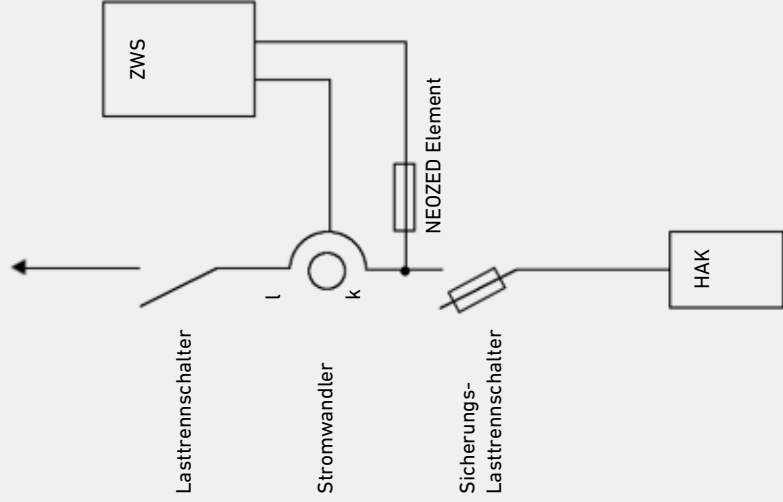 ZWS
NEOZED Element
HAK
l
k
Lasttrennschalter
Stromwandler
Sicherungs-
Lasttrennschalter